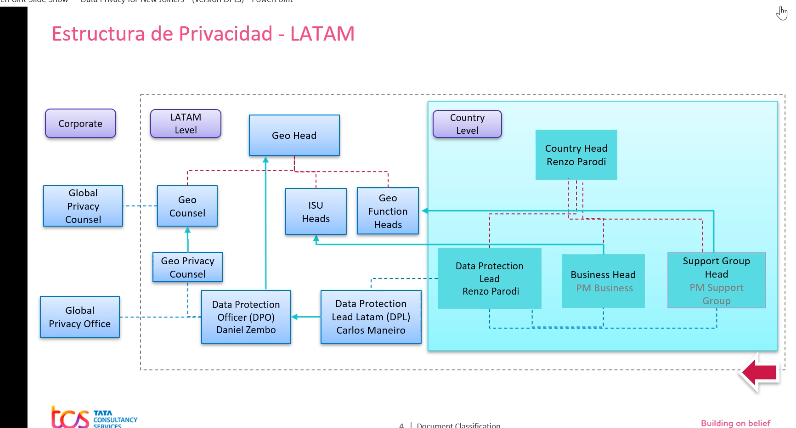 Estructura de Privacidad - LATAM
Corporate
LATAM
Level
Geo Head
Country
Level
Country Head
Renzo Parodi
Global
Privacy
Counsel
Geo
Counsel
ISU
Heads
Geo
Function
Heads
Geo Privacy
Counsel
Data Protection
Lead
Renzo Parodi
Business Head
PM Business
Support Group
Head
PM Support
Group
Global
Privacy Office
Data Protection
Officer (DPO)
Daniel Zembo
Data Protection
Lead Latam (DPL)
Carlos Maneiro
tcs TATA
CONSULTANCY
SERVICES
4 | Document Classification
Building on belief